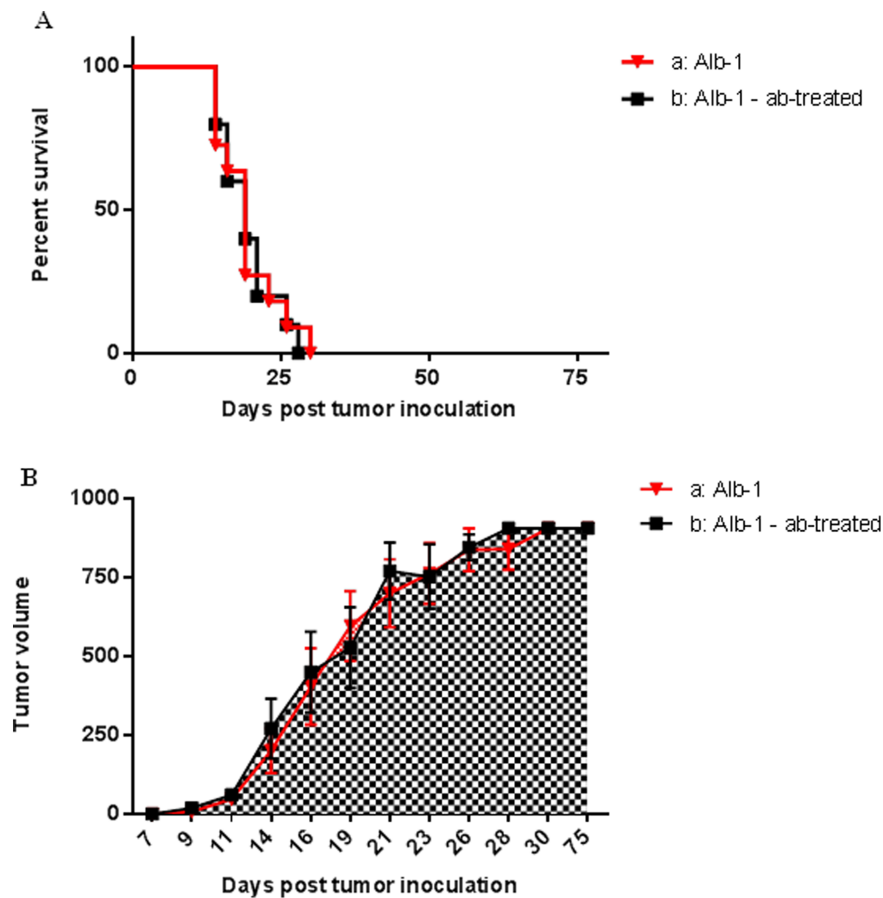 A
a: Alb-1
b: Alb-1 - ab-treated
Percent survival
100
50
0
0 25 50 75
Days post tumor inoculation
B
a: Alb-1
b: Alb-1 - ab-treated
Tumor volume
1000
750
500
250
0
7 9 11 14 16 19 21 23 26 28 30 75
Days post tumor inoculation